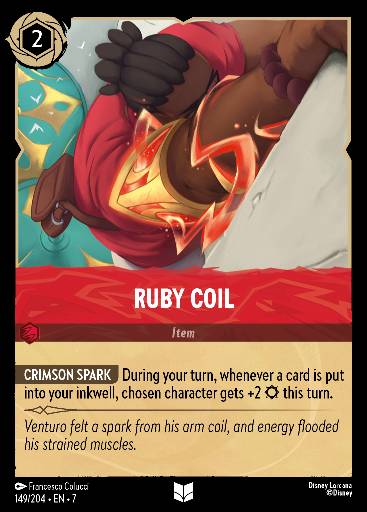 2
RUBY COIL
Item
CRIMSON SPARK During your turn, whenever a card is put
into your inkwell, chosen character gets +2 this turn.
Venturo felt a spark from his arm coil, and energy flooded
his strained muscles.
Francesco Colucci
149/204 • EN • 7
Disney Lorcana
©Disney